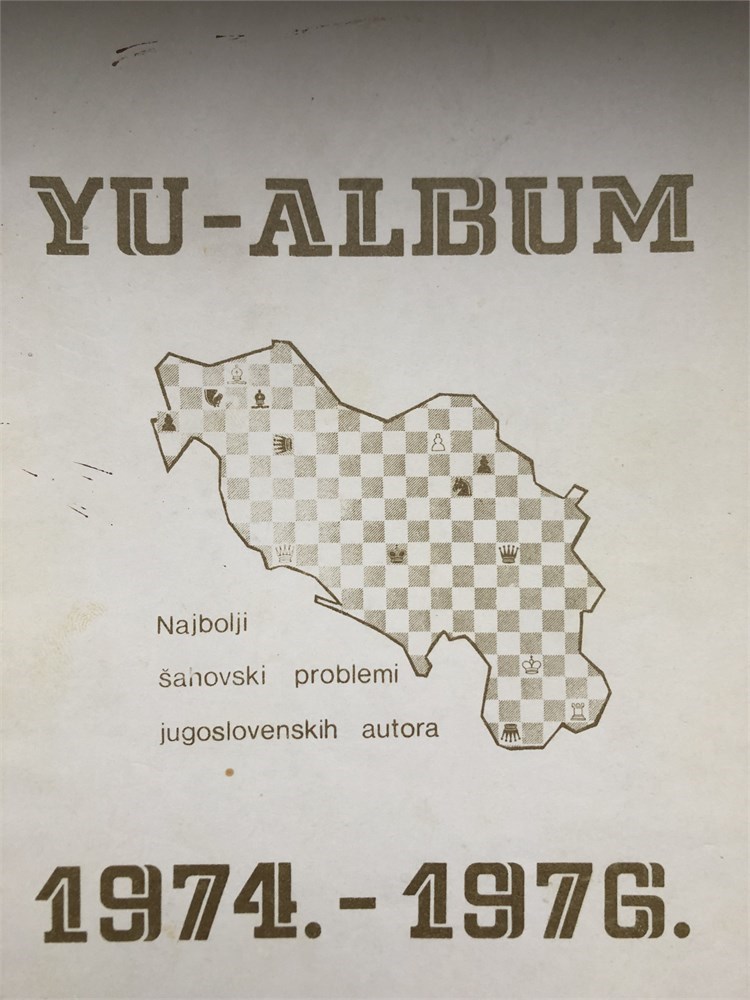 YU-ALBUM
Najbolji
šahovski problemi
jugoslovenskih autora
1974.-1976.